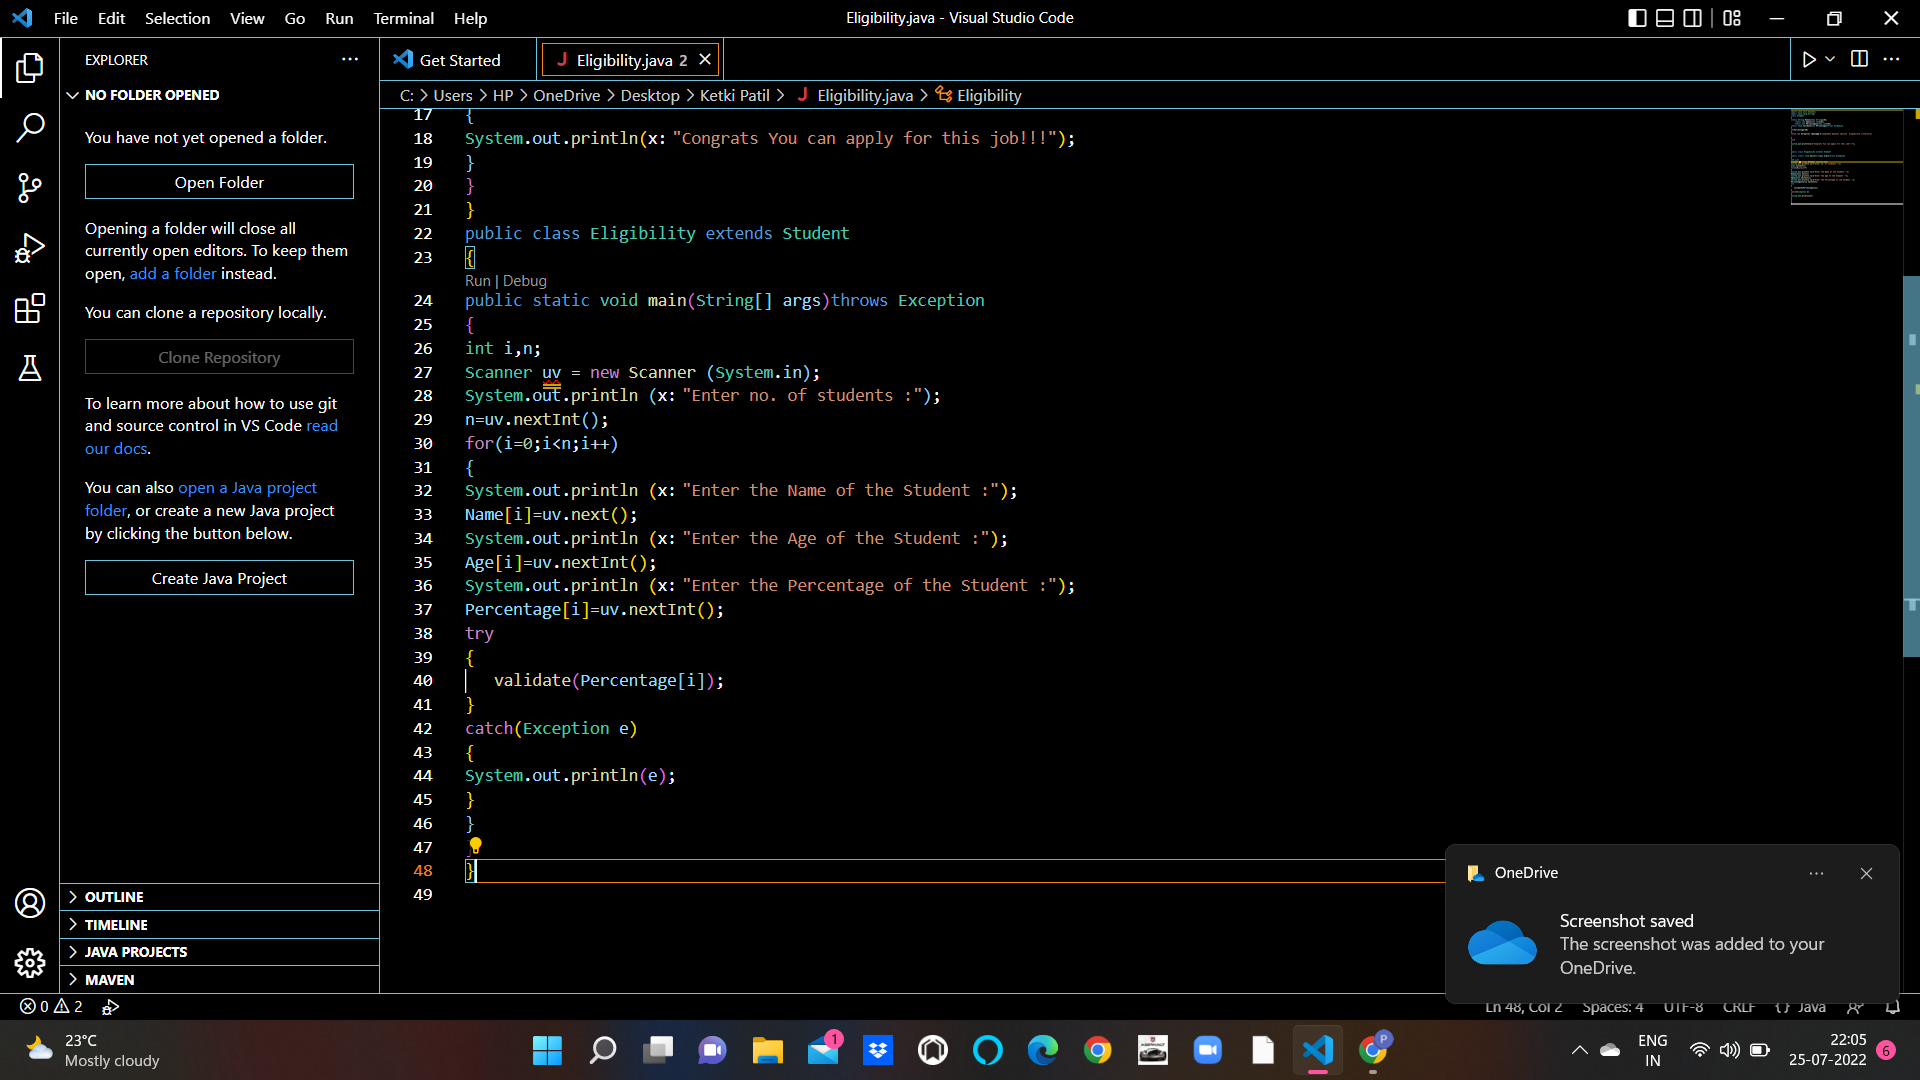 File Edit Selection View Go Run Terminal Help
Eligibility.java - Visual Studio Code
EXPLORER
NO FOLDER OPENED
You have not yet opened a folder.
Open Folder
Opening a folder will close all
currently open editors. To keep them
open, add a folder instead.
You can clone a repository locally.
Clone Repository
To learn more about how to use git
and source control in VS Code read
our docs.
You can also open a Java project
folder, or create a new Java project
by clicking the button below.
Create Java Project
OUTLINE
TIMELINE
JAVA PROJECTS
MAVEN
Get Started
J Eligibility.java 2
C: > Users > HP > OneDrive > Desktop > Ketki Patil > J Eligibility.java > Eligibility
17 {
18 System.out.println(x: "Congrats You can apply for this job!!!");
19 }
20 }
21 }
22 public class Eligibility extends Student
23 {
Run | Debug
24 public static void main(String[] args)throws Exception
25 {
26 int i,n;
27 Scanner uv = new Scanner (System.in);
28 System.out.println (x: "Enter no. of students :");
29 n=uv.nextInt();
30 for(i=0;i<n;i++)
31 {
32 System.out.println (x: "Enter the Name of the Student :");
33 Name[i]=uv.next();
34 System.out.println (x: "Enter the Age of the Student :");
35 Age[i]=uv.nextInt();
36 System.out.println (x: "Enter the Percentage of the Student :");
37 Percentage[i]=uv.nextInt();
38 try
39 {
40 validate(Percentage[i]);
41 }
42 catch(Exception e)
43 {
44 System.out.println(e);
45 }
46 }
47
48 }
49
OneDrive
Screenshot saved
The screenshot was added to your
OneDrive.
0 2
Ln 48, Col 2 Spaces: 4 UTF-8 CRLF {} Java
23°C
Mostly cloudy
1
P
ENG
IN
22:05
25-07-2022
6